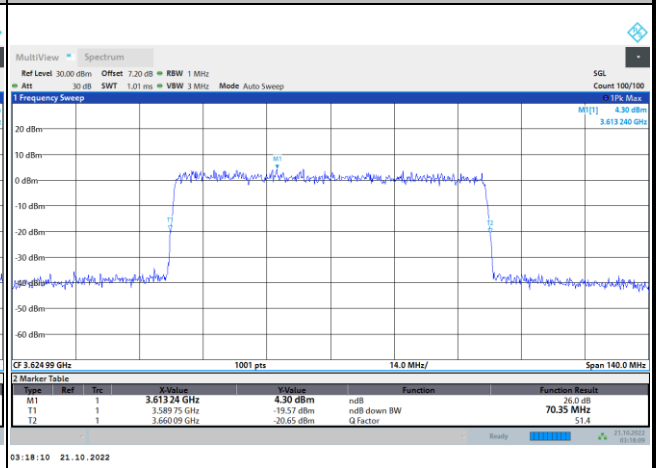 MultiView Spectrum
Ref Level 30.00 dBm Offset 7.20 dB RBW 1 MHz SGL
Att 30 dB SWT 1.01 ms VBW 3 MHz Mode Auto Sweep Count 100/100
1 Frequency Sweep 1Pk Max
M1[1] 4.30 dBm
3.613 240 GHz
20 dBm
10 dBm
M1
0 dBm
-10 dBm
T1
T2
-20 dBm
-30 dBm
-40 dBm
-50 dBm
-60 dBm
CF 3.624 99 GHz 1001 pts 14.0 MHz/ Span 140.0 MHz
2 Marker Table
Type Ref Trc X-Value Y-Value Function Function Result
M1 1 3.613 24 GHz 4.30 dBm ndB 26.0 dB
T1 1 3.589 75 GHz -19.57 dBm ndB down BW 70.35 MHz
T2 1 3.660 09 GHz -20.65 dBm Q Factor 51.4
Ready 21.10.2022
03:18:09
03:18:10 21.10.2022